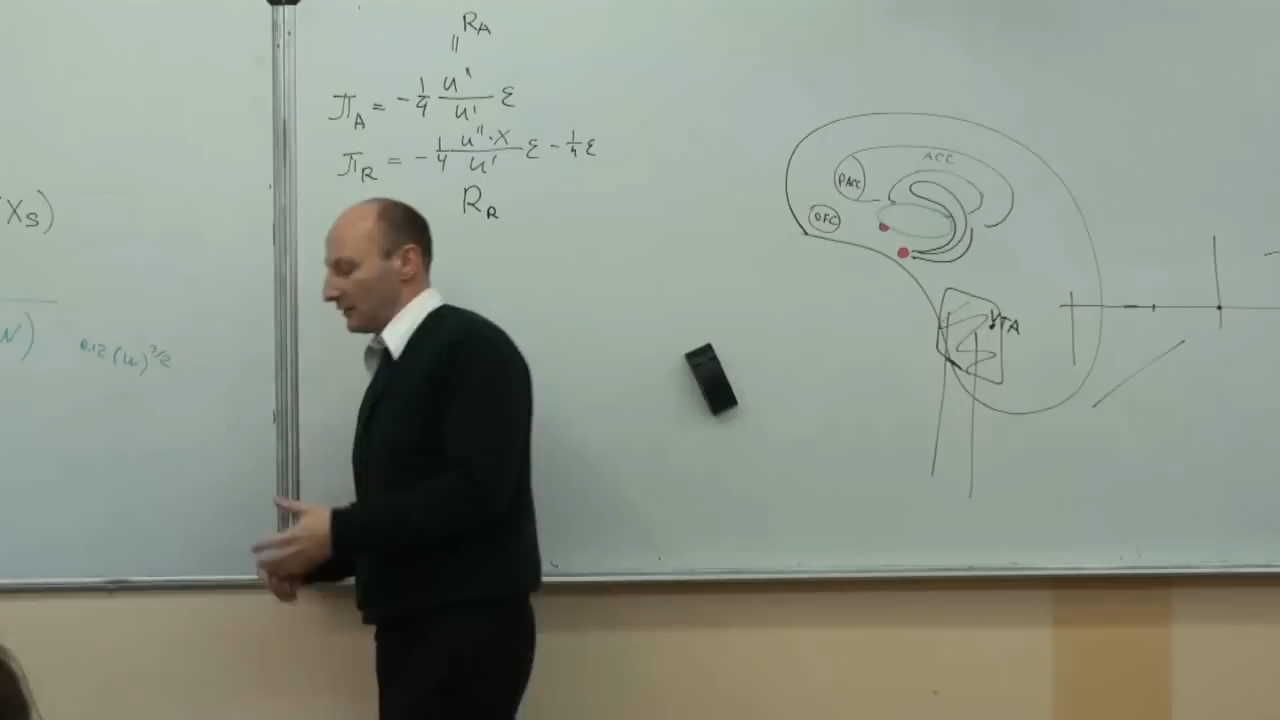 R_A
"
π_A = -1/4 u''/u' ε
π_R = -1/4 u''·x/u' ε - 1/4 ε
R_R
X_S)
N)
0.12 (u)^3/2
ACC
PACC
OFC
VTA